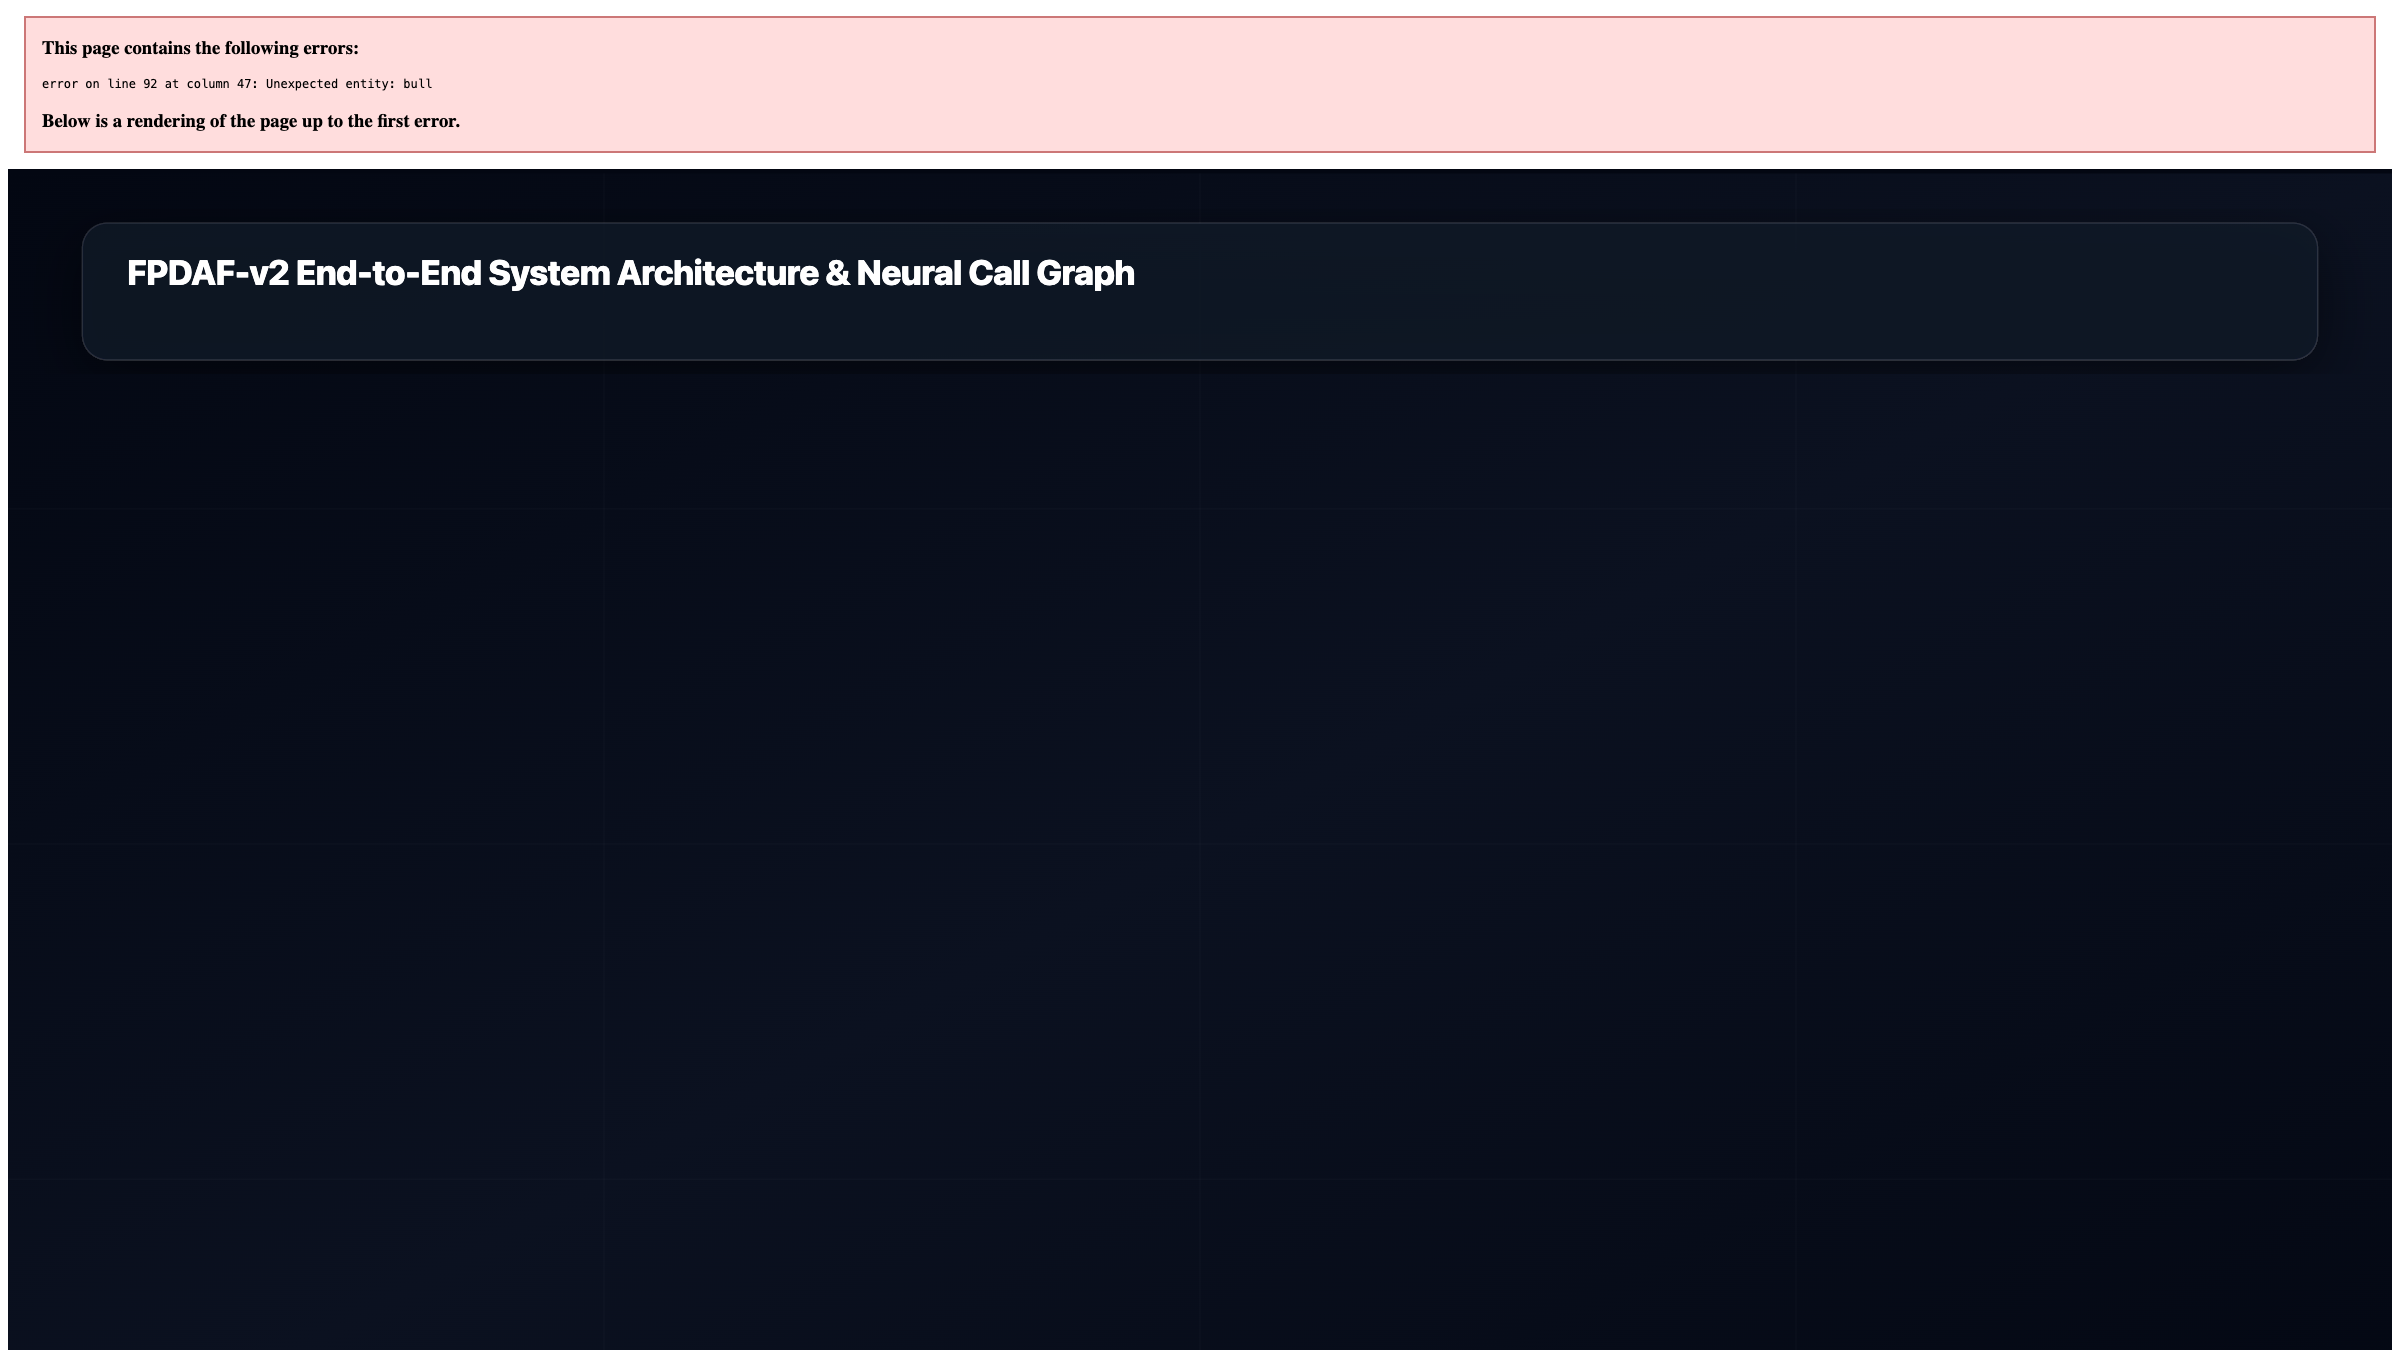 This page contains the following errors:
error on line 92 at column 47: Unexpected entity: bull
Below is a rendering of the page up to the first error.
FPDAF-v2 End-to-End System Architecture & Neural Call Graph